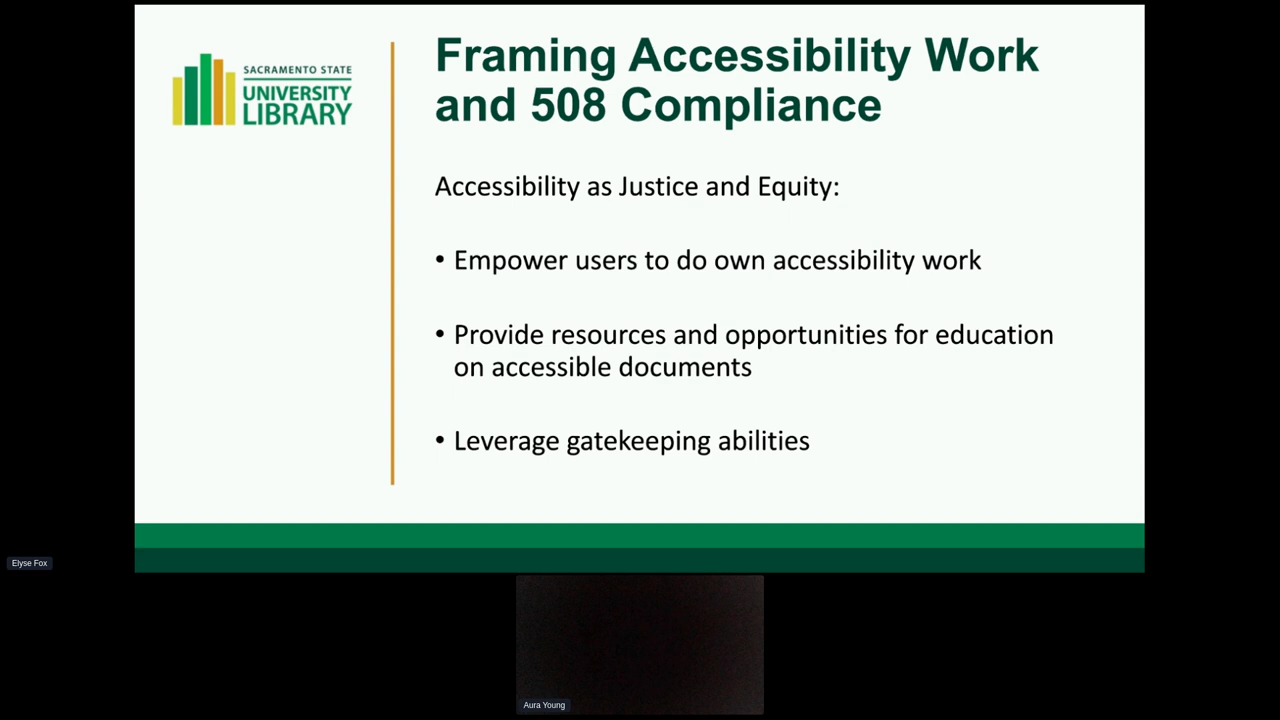 SACRAMENTO STATE
UNIVERSITY
LIBRARY
Framing Accessibility Work
and 508 Compliance
Accessibility as Justice and Equity:
• Empower users to do own accessibility work
• Provide resources and opportunities for education
on accessible documents
• Leverage gatekeeping abilities
Elyse Fox
Aura Young